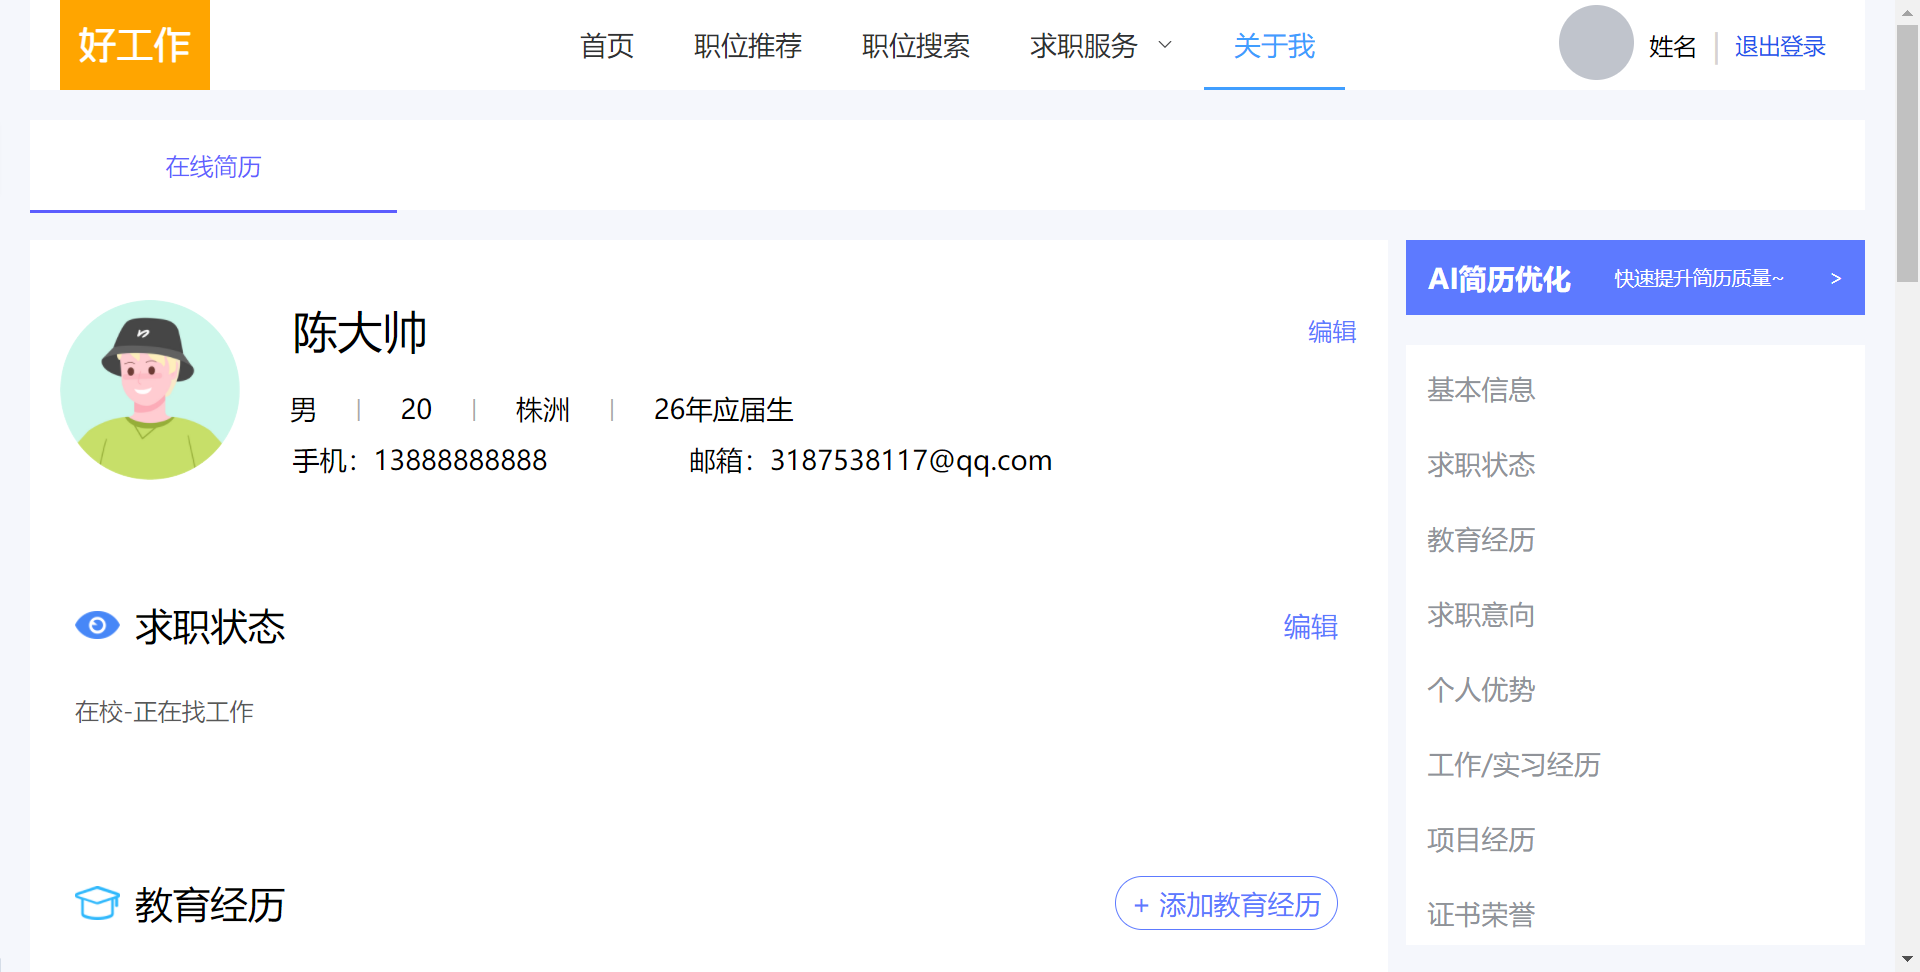 好工作
首页 职位推荐 职位搜索 求职服务 关于我
姓名 退出登录
在线简历
陈大帅
编辑
男 | 20 | 株洲 | 26年应届生
手机：13888888888 邮箱：3187538117@qq.com
求职状态
编辑
在校-正在找工作
教育经历
+ 添加教育经历
AI简历优化 快速提升简历质量~ >
基本信息
求职状态
教育经历
求职意向
个人优势
工作/实习经历
项目经历
证书荣誉